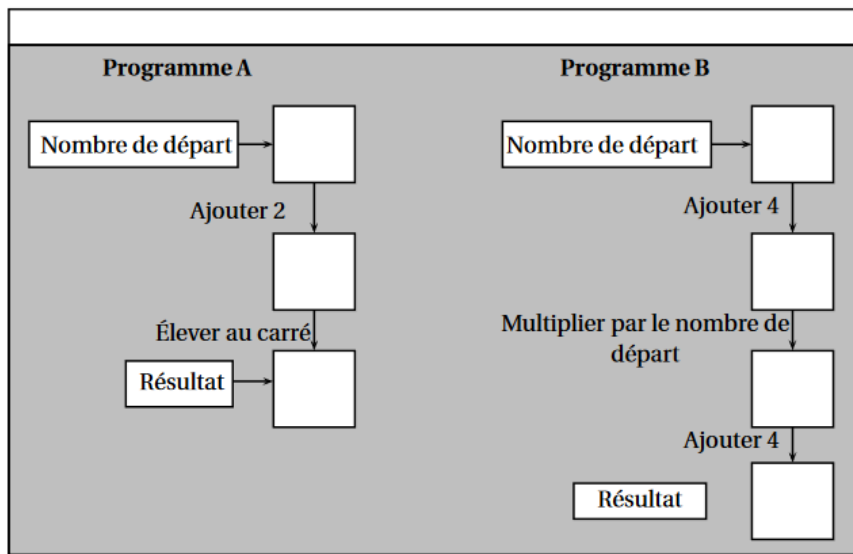 Programme A
Nombre de départ
Ajouter 2
Élever au carré
Résultat
Programme B
Nombre de départ
Ajouter 4
Multiplier par le nombre de
départ
Ajouter 4
Résultat